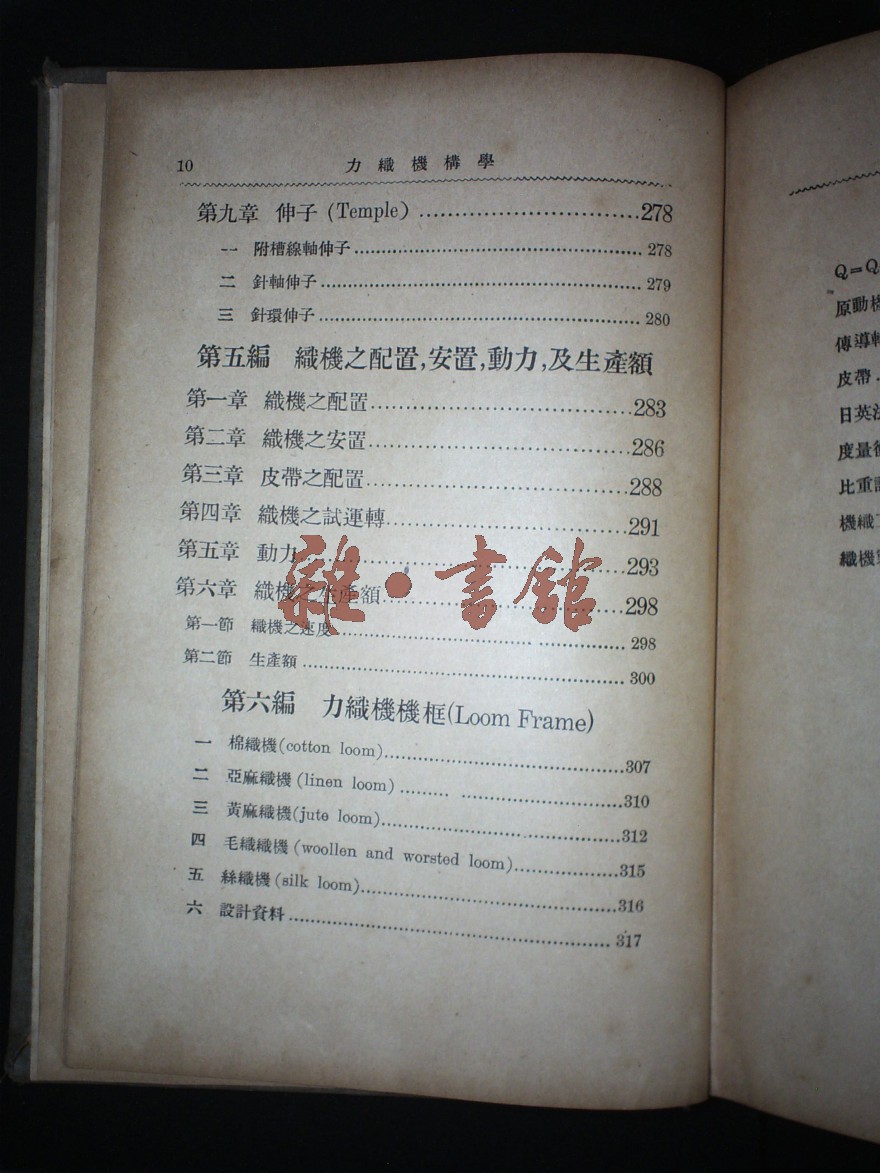 10 力織機構學
第九章 伸子 (Temple) ................................278
一 附槽線軸伸子................................ 278
二 針軸伸子................................ 279
三 針環伸子................................ 280
第五編 織機之配置,安置,動力,及生產額
第一章 織機之配置................................283
第二章 織機之安置................................286
第三章 皮帶之配置................................288
第四章 織機之試運轉................................291
第五章 動力................................293
第六章 織機之生產額................................298
第一節 織機之速度................................ 298
第二節 生產額................................ 300
第六編 力織機機框(Loom Frame)
一 棉織機(cotton loom)................................307
二 亞麻織機(linen loom)................................310
三 黃麻織機(jute loom)................................312
四 毛織織機(woollen and worsted loom)................................315
五 絲織機(silk loom)................................316
六 設計資料................................ 317
雜·書館
Q=Q
原動機
傳導
皮帶
日英
度量
比重
機織
織機